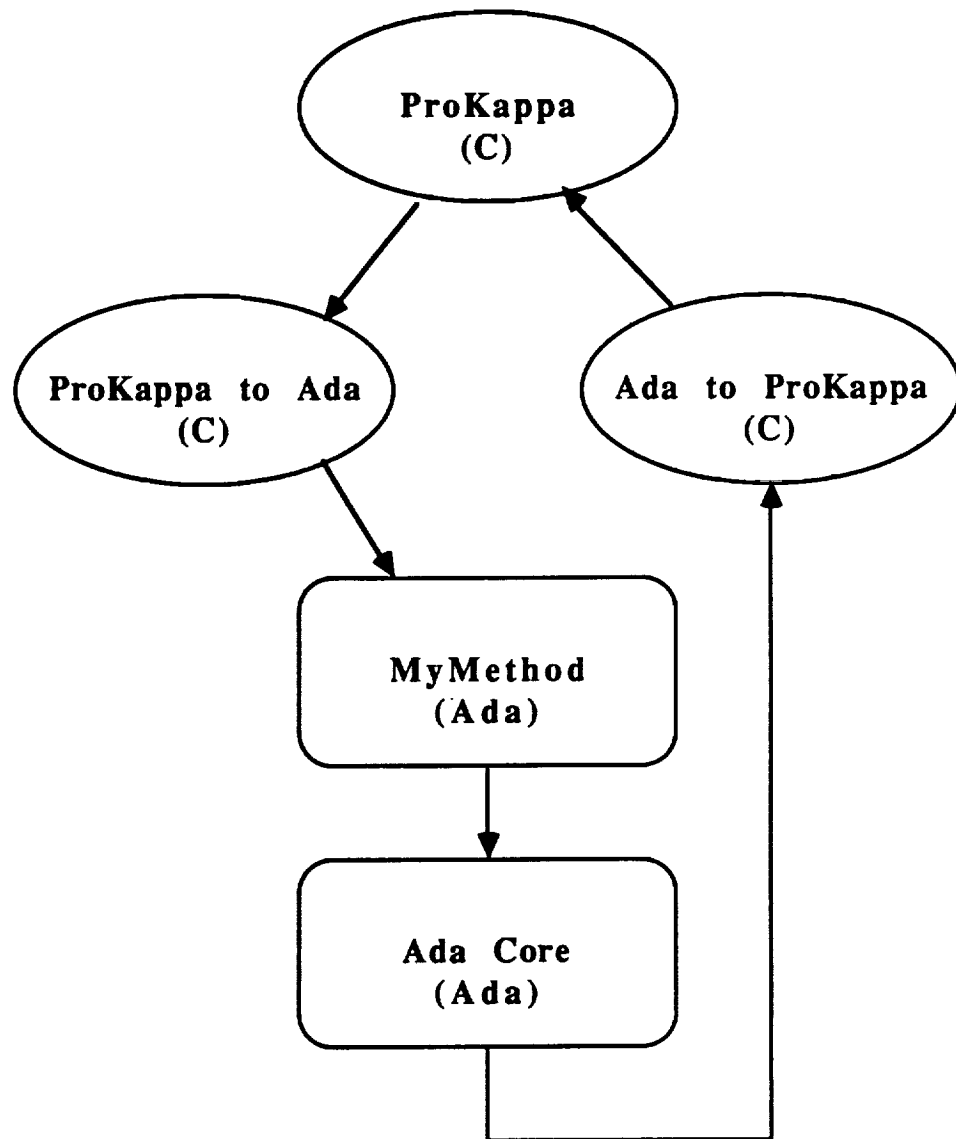 ProKappa
(C)
ProKappa to Ada
(C)
Ada to ProKappa
(C)
MyMethod
(Ada)
Ada Core
(Ada)